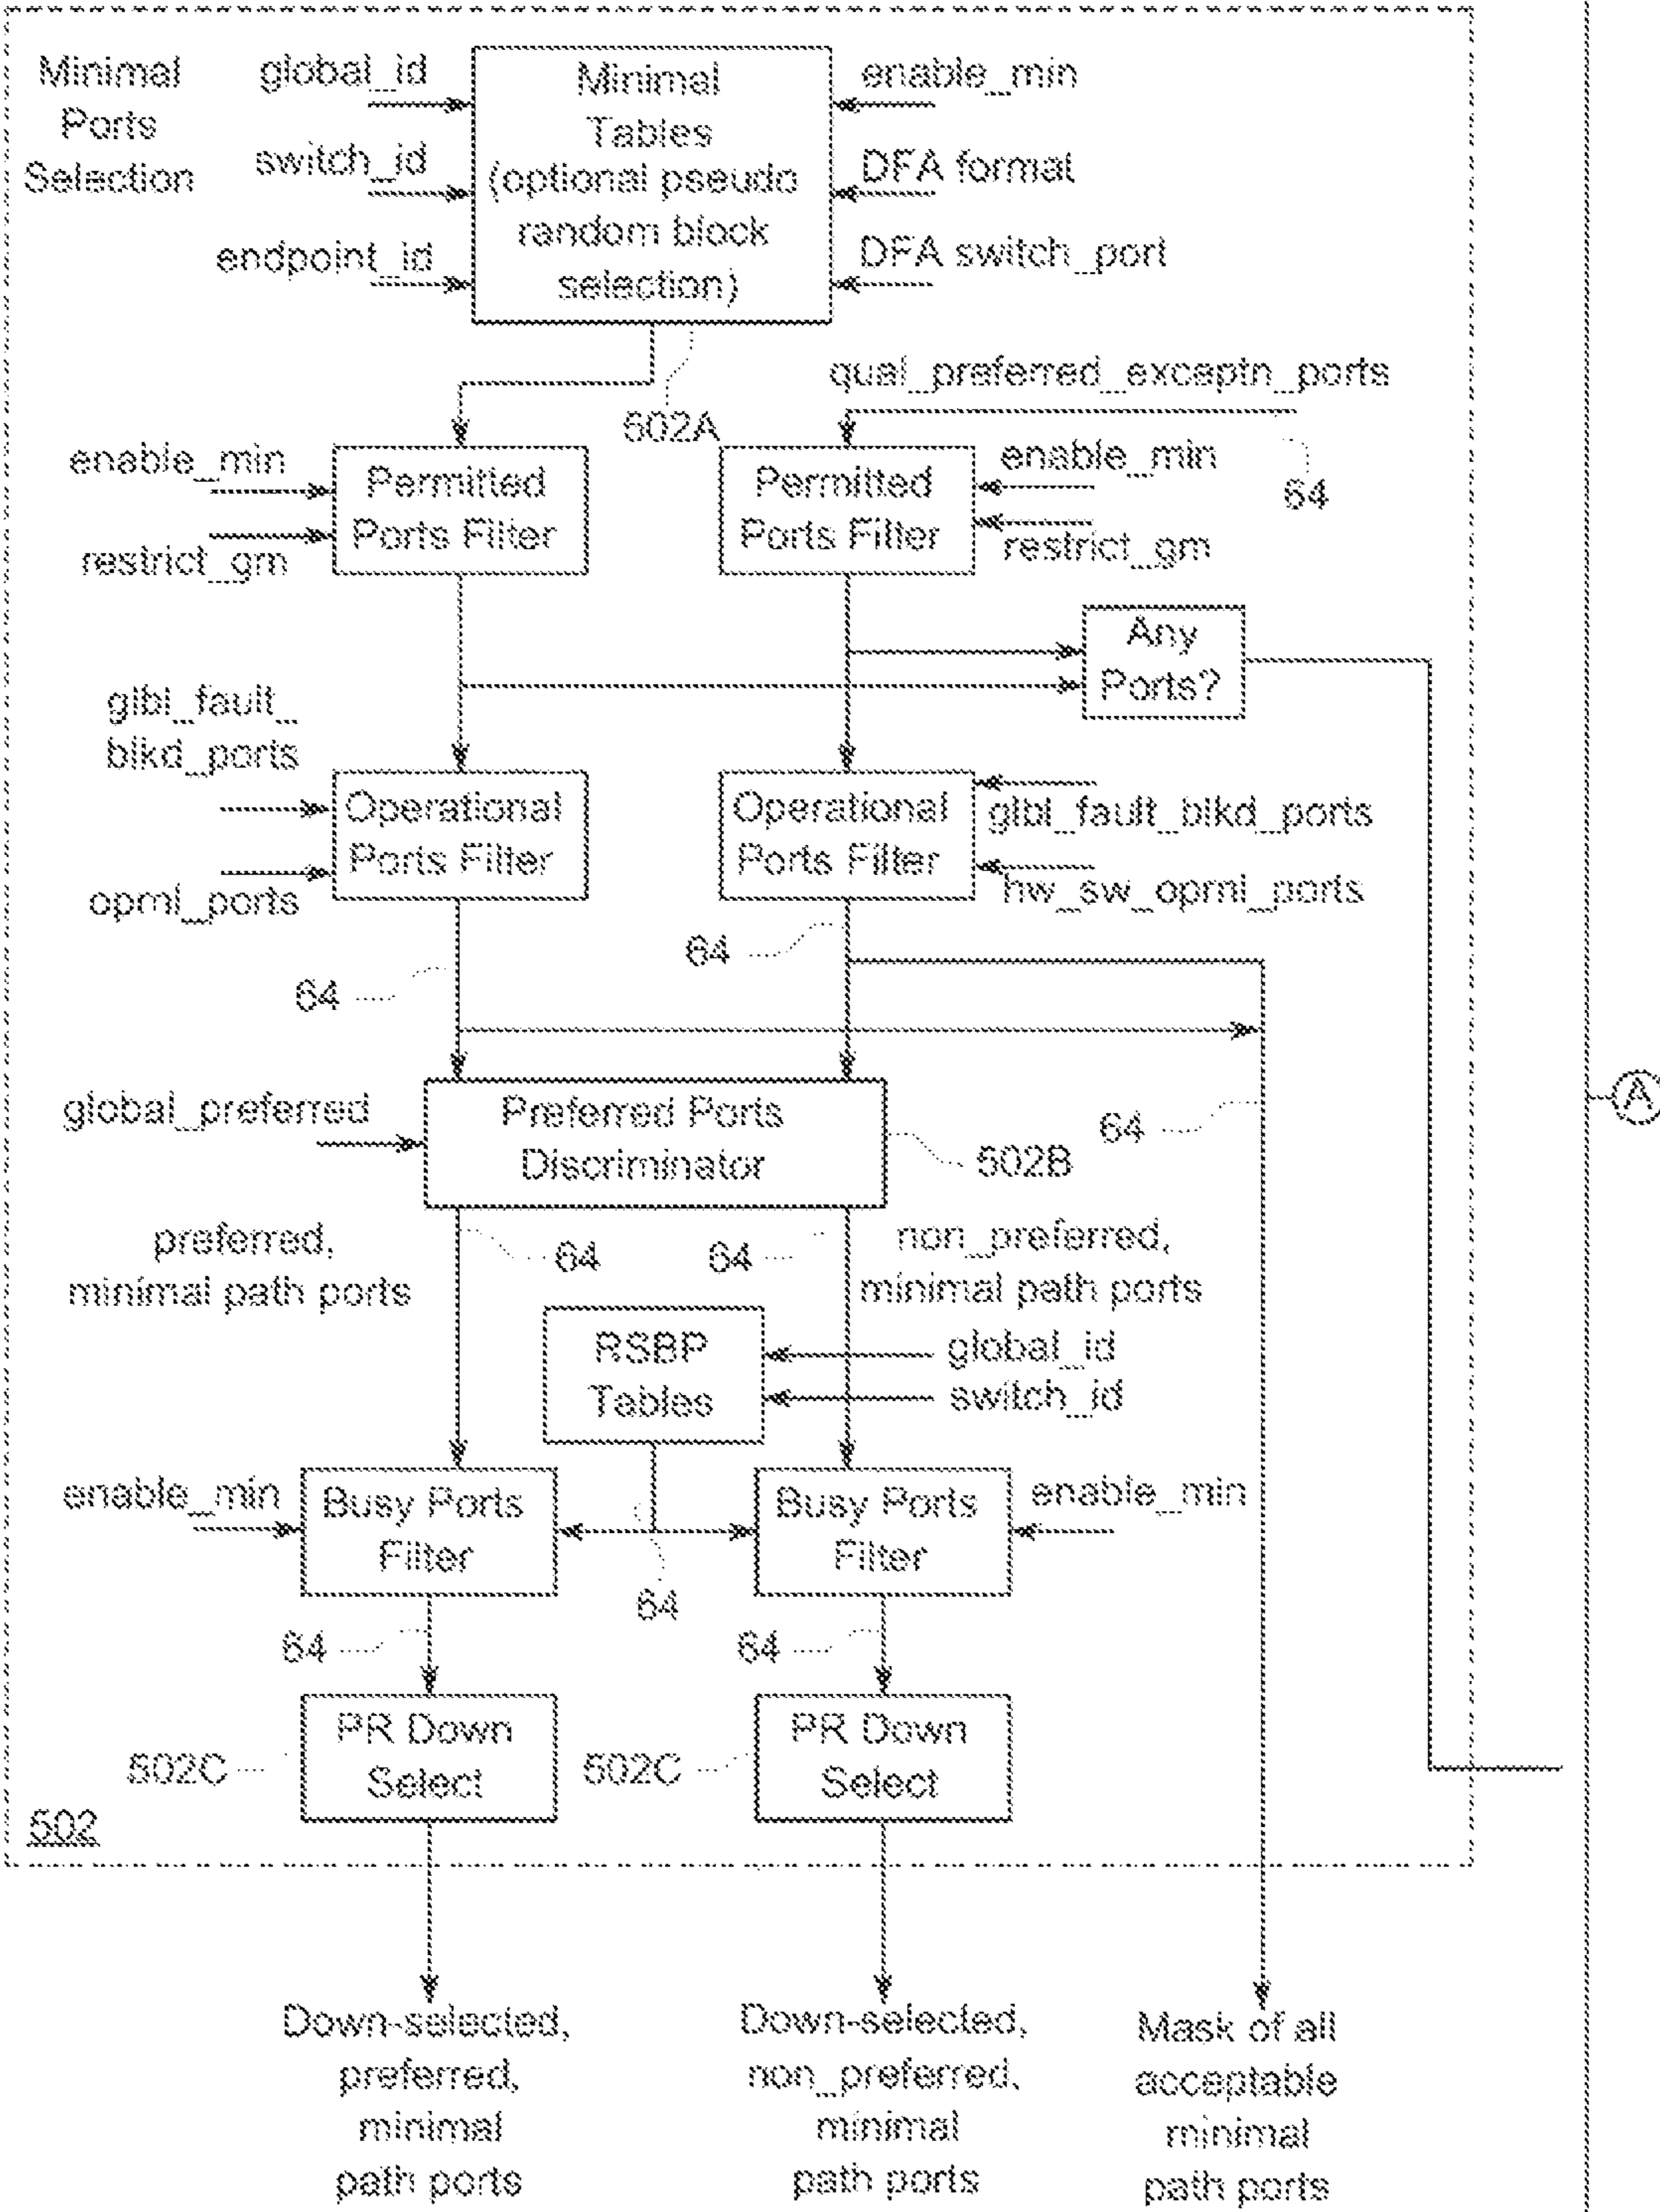 Minimal
Ports
Selection
global_id
switch_id
endpoint_id
Minimal
Tables
(optional pseudo
random block
selection)
enable_min
DFA format
DFA switch_port
502A
qual_preferred_exceptn_ports
64
enable_min
restrict_gm
Permitted
Ports Filter
Permitted
Ports Filter
enable_min
restrict_gm
Any
Ports?
glbl_fault_
blkd_ports
oprnl_ports
Operational
Ports Filter
Operational
Ports Filter
glbl_fault_blkd_ports
hw_sw_oprnl_ports
64
64
global_preferred
Preferred Ports
Discriminator
502B
64
A
preferred,
minimal path ports
64
64
non_preferred,
minimal path ports
RSBP
Tables
global_id
switch_id
enable_min
Busy Ports
Filter
Busy Ports
Filter
enable_min
64
64
64
502C
PR Down
Select
502C
PR Down
Select
502
Down-selected,
preferred,
minimal
path ports
Down-selected,
non_preferred,
minimal
path ports
Mask of all
acceptable
minimal
path ports